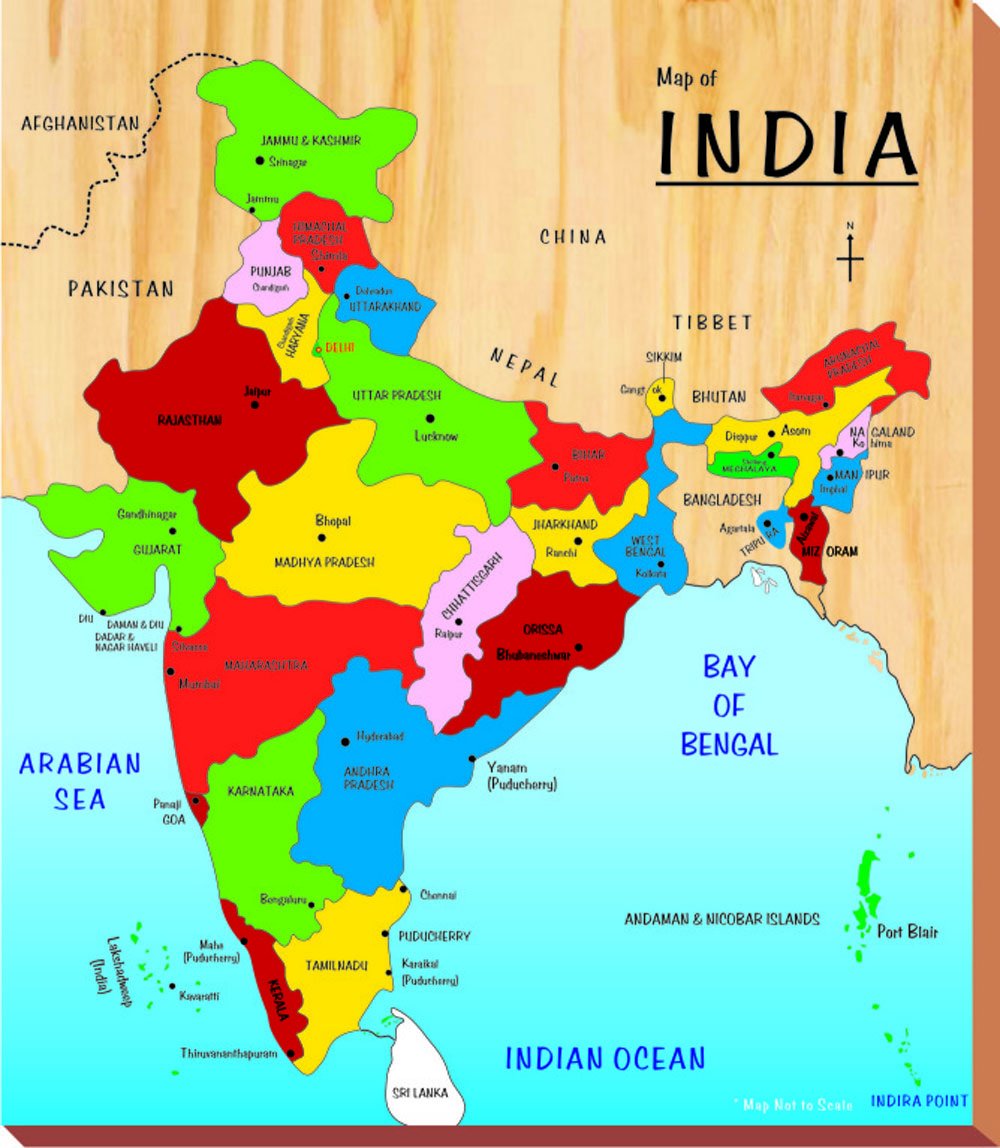 Map of
INDIA
AFGHANISTAN
JAMMU & KASHMIR
Srinagar
Jammu
N
CHINA
HIMACHAL
PRADESH
Shimla
PUNJAB
Chandigarh
PAKISTAN
Dehradun
UTTARAKHAND
Chandigarh
HARYANA
DELHI
TIBBET
NEPAL
SIKKIM
Gangtok
BHUTAN
ARUNACHAL
PRADESH
Itanagar
Jaipur
RAJASTHAN
UTTAR PRADESH
Lucknow
Dispur
Asom
NAGALAND
Kohima
Shillong
MEGHALAYA
MANIPUR
Imphal
BIHAR
Patna
BANGLADESH
Gandhinagar
GUJARAT
Bhopal
MADHYA PRADESH
JHARKHAND
Ranchi
WEST
BENGAL
Kolkata
Agartala
TRIPURA
Aizawl
MIZORAM
CHHATTISGARH
Raipur
DIU
DAMAN & DIU
DADAR &
NAGAR HAVELI
Silvassa
ORISSA
Bhubaneshwar
MAHARASHTRA
Mumbai
BAY
OF
BENGAL
Hyderabad
ARABIAN
SEA
ANDHRA
PRADESH
Yanam
(Puducherry)
KARNATAKA
Panaji
GOA
Bengaluru
Chennai
ANDAMAN & NICOBAR ISLANDS
Port Blair
PUDUCHERRY
Mahe
(Puducherry)
Lakshadweep
(India)
Kavaratti
TAMILNADU
Karaikal
(Puducherry)
KERALA
Thiruvananthapuram
INDIAN OCEAN
SRI LANKA
* Map Not to Scale
INDIRA POINT